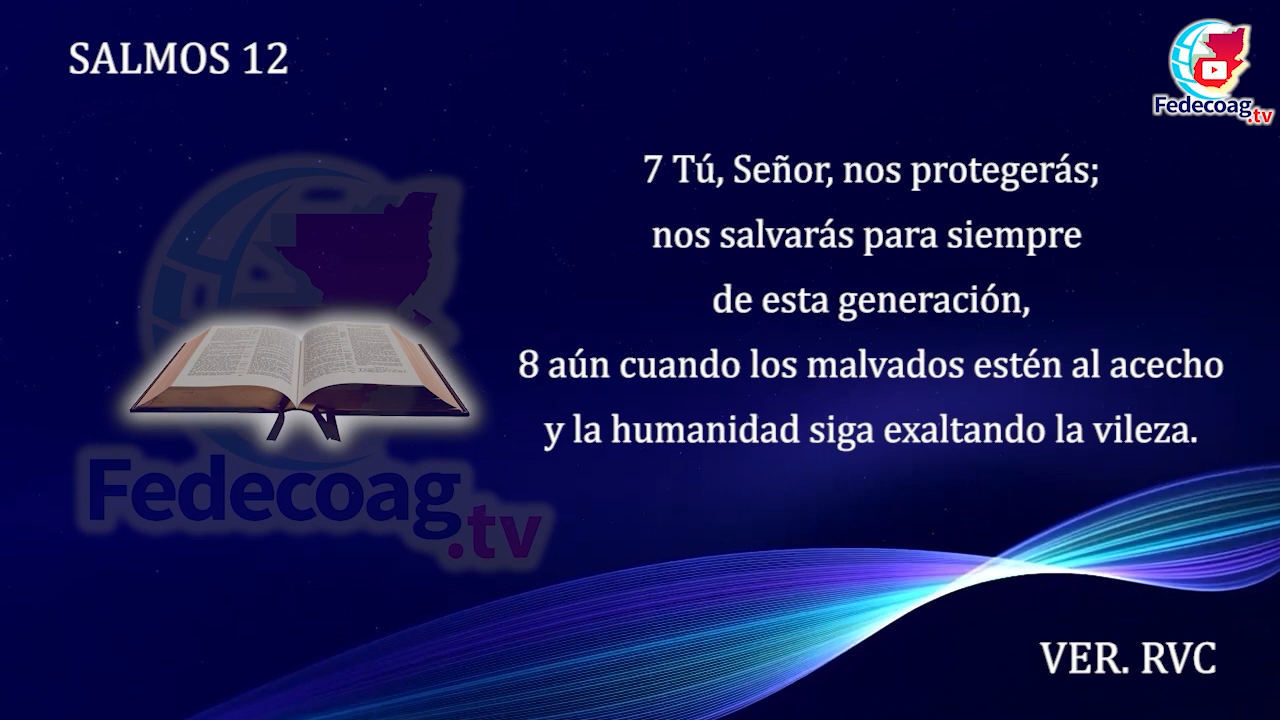 SALMOS 12
Fedecoag.tv
7 Tú, Señor, nos protegerás;
nos salvarás para siempre
de esta generación,
8 aún cuando los malvados estén al acecho
y la humanidad siga exaltando la vileza.
Fedecoag.tv
VER. RVC